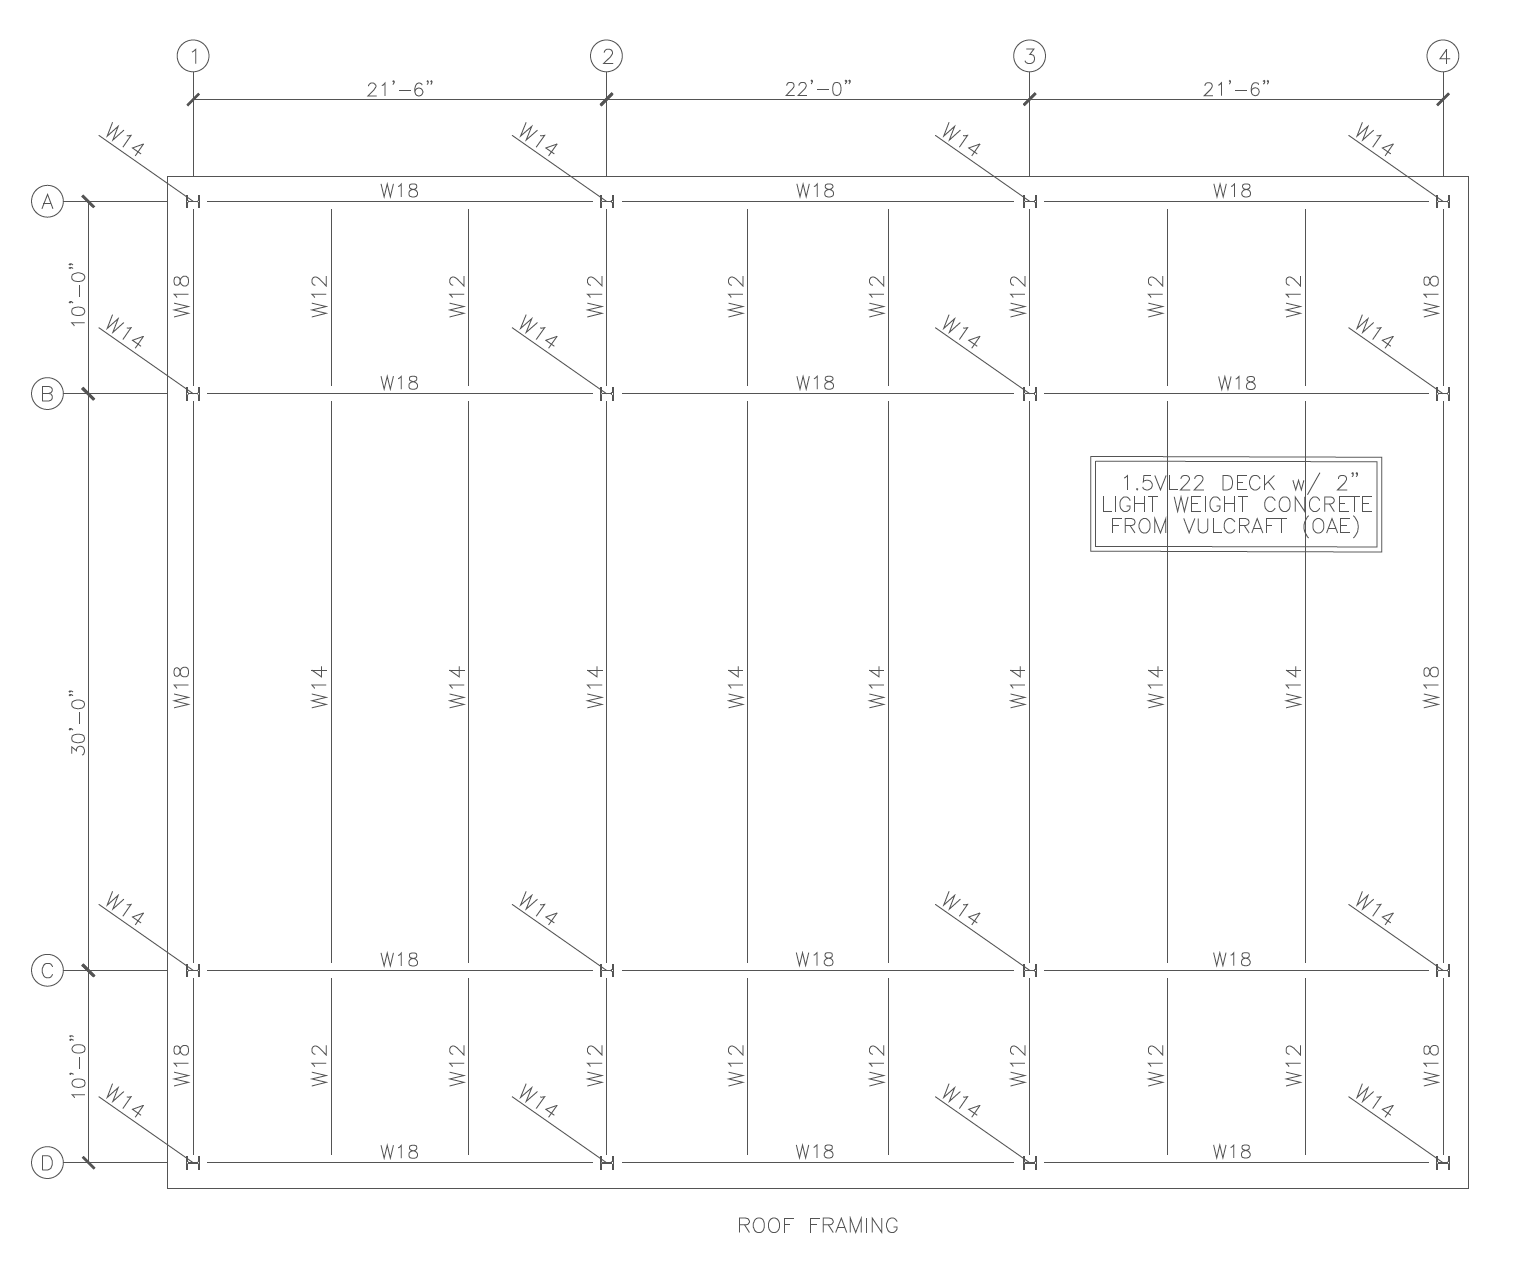 1 2 3 4
21'-6" 22'-0" 21'-6"
W14 W14 W14 W14
A W18 W18 W18
10'-0" W18 W12 W12 W12 W12 W12 W12 W12 W12 W18
W14 W14 W14 W14
B W18 W18 W18
1.5VL22 DECK w/ 2"
LIGHT WEIGHT CONCRETE
FROM VULCRAFT (OAE)
30'-0" W18 W14 W14 W14 W14 W14 W14 W14 W14 W18
W14 W14 W14 W14
C W18 W18 W18
10'-0" W18 W12 W12 W12 W12 W12 W12 W12 W12 W18
W14 W14 W14 W14
D W18 W18 W18
ROOF FRAMING